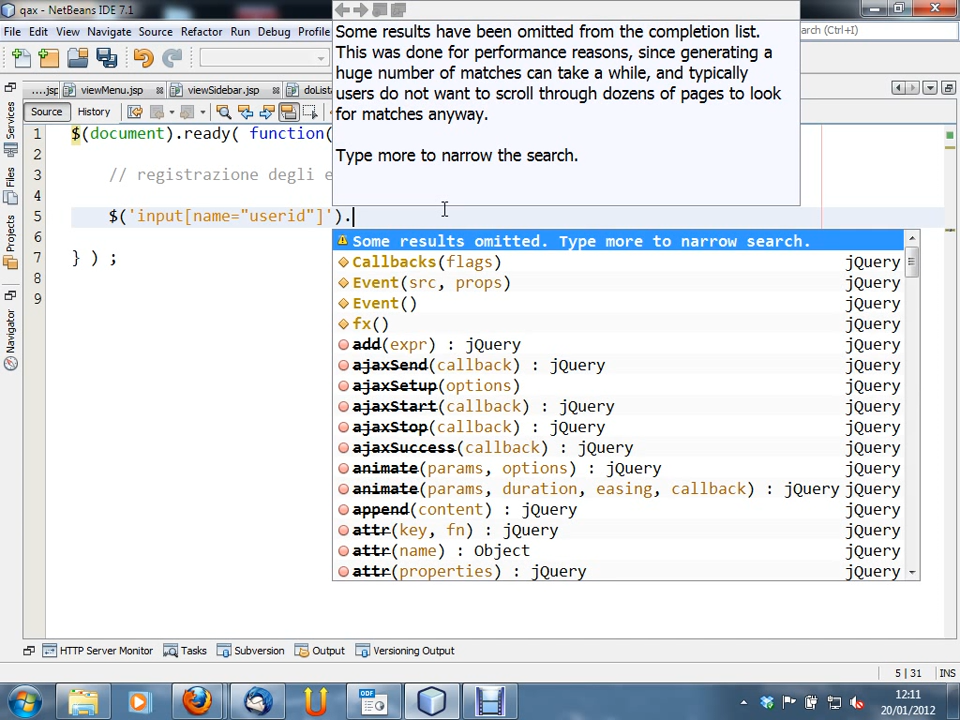 qax - NetBeans IDE 7.1
File Edit View Navigate Source Refactor Run Debug Profile
Search (Ctrl+I)
....jsp viewMenu.jsp viewSidebar.jsp doLis
Source History
Services
Files
Projects
Navigator
Some results have been omitted from the completion list.
This was done for performance reasons, since generating a
huge number of matches can take a while, and typically
users do not want to scroll through dozens of pages to look
for matches anyway.
Type more to narrow the search.
1 $(document).ready( function(
2
3 // registrazione degli e
4
5 $('input[name="userid"]').
6
7 } ) ;
8
9
Some results omitted. Type more to narrow search.
Callbacks(flags) jQuery
Event(src, props) jQuery
Event() jQuery
fx() jQuery
add(expr) : jQuery jQuery
ajaxSend(callback) : jQuery jQuery
ajaxSetup(options) jQuery
ajaxStart(callback) : jQuery jQuery
ajaxStop(callback) : jQuery jQuery
ajaxSuccess(callback) : jQuery jQuery
animate(params, options) : jQuery jQuery
animate(params, duration, easing, callback) : jQuery jQuery
append(content) : jQuery jQuery
attr(key, fn) : jQuery jQuery
attr(name) : Object jQuery
attr(properties) : jQuery jQuery
HTTP Server Monitor Tasks Subversion Output Versioning Output
5 | 31 INS
ODF
12:11
20/01/2012